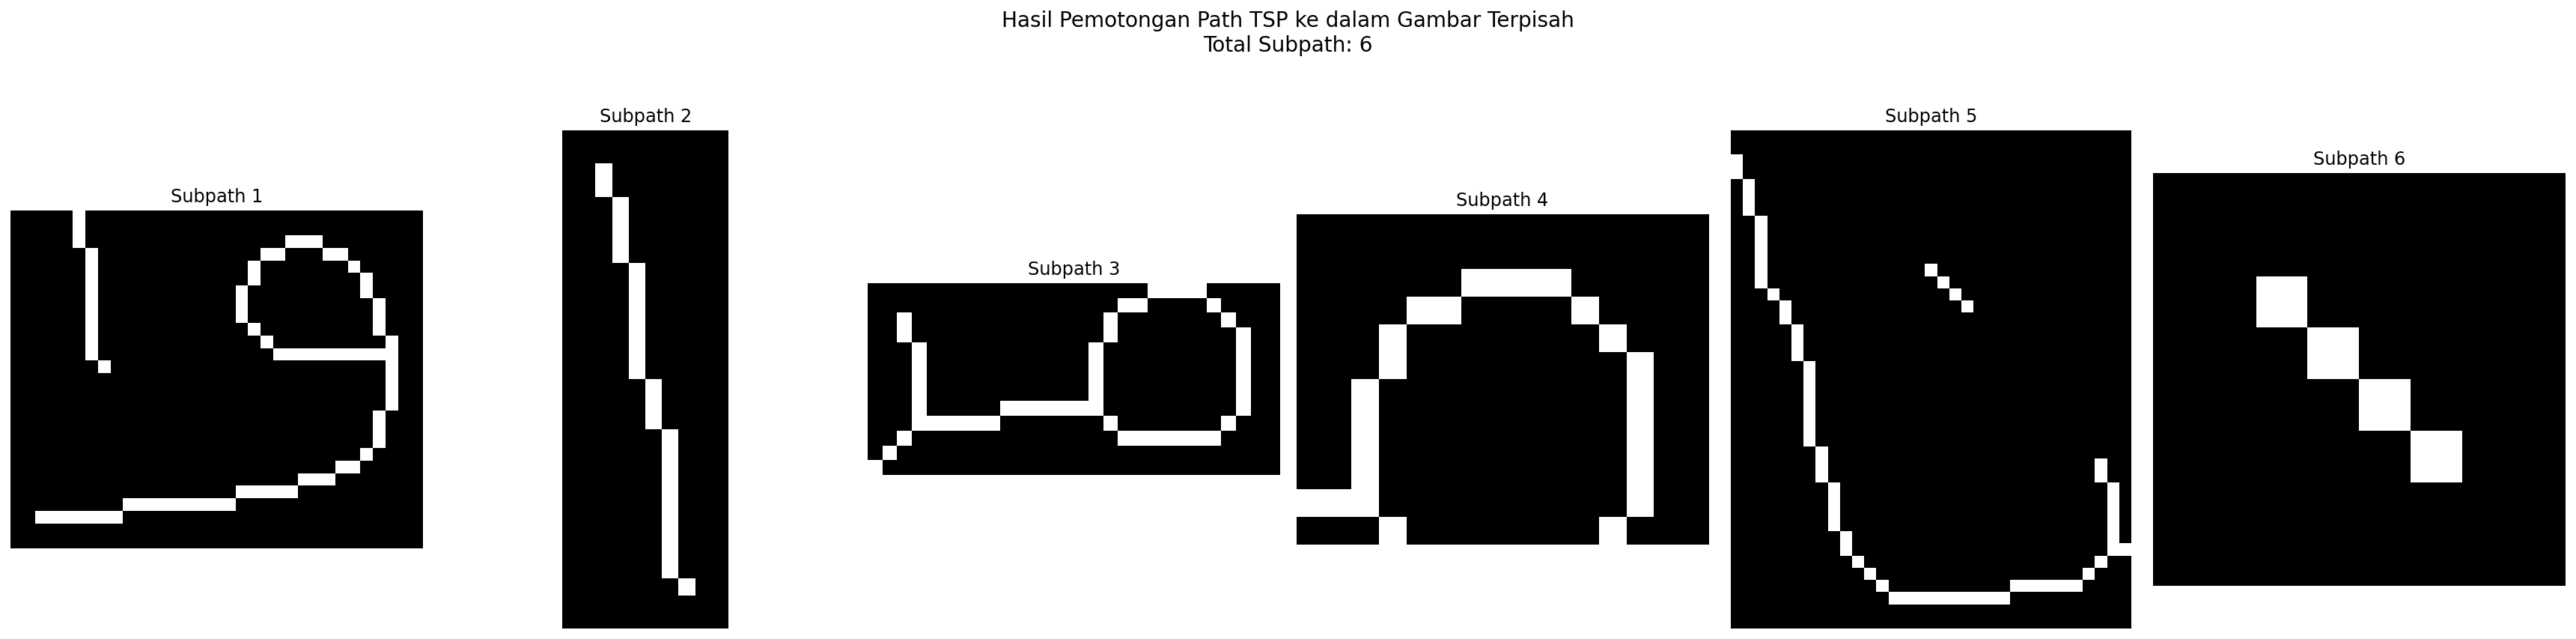 Hasil Pemotongan Path TSP ke dalam Gambar Terpisah
Total Subpath: 6
Subpath 1
Subpath 2
Subpath 3
Subpath 4
Subpath 5
Subpath 6